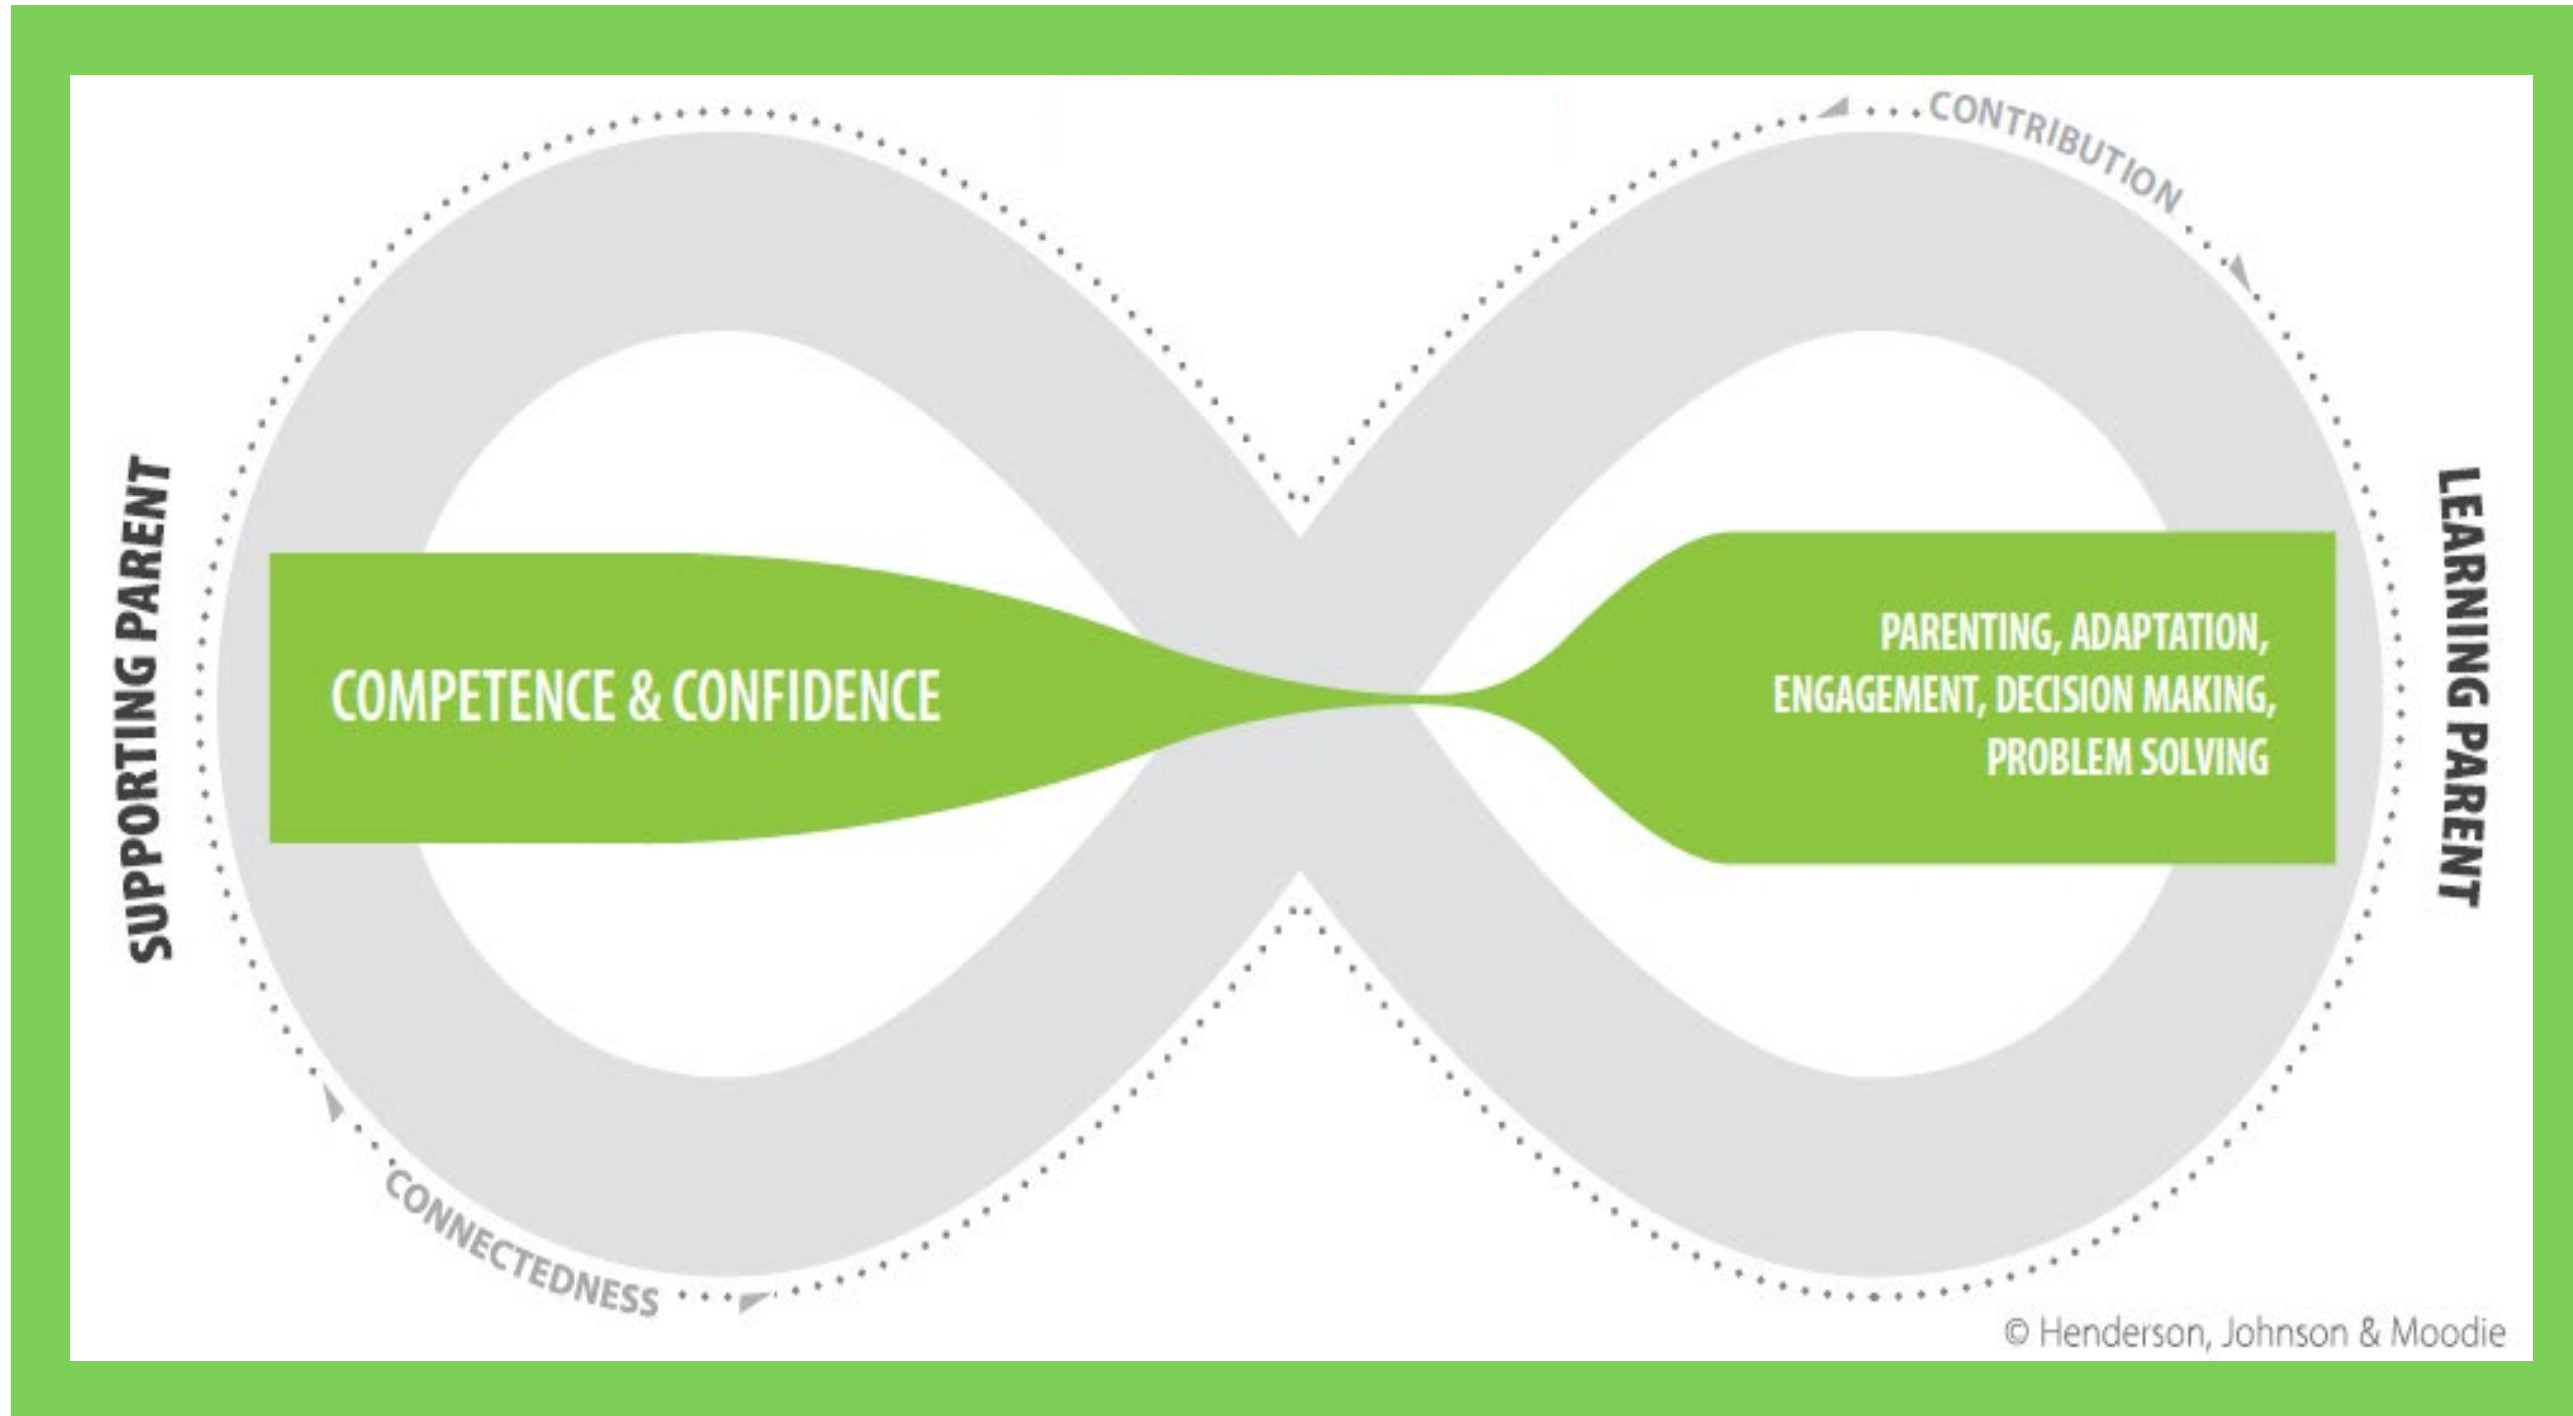 CONTRIBUTION
SUPPORTING PARENT
COMPETENCE & CONFIDENCE
PARENTING, ADAPTATION,
ENGAGEMENT, DECISION MAKING,
PROBLEM SOLVING
LEARNING PARENT
CONNECTEDNESS
© Henderson, Johnson & Moodie